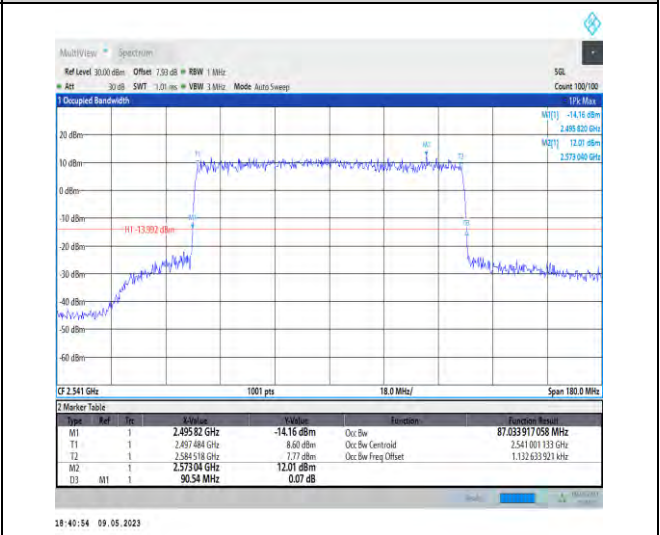 MultiView Spectrum
Ref Level 30.00 dBm Offset 7.93 dB RBW 1 MHz SGL
Att 30 dB SWT 1.01 ms VBW 3 MHz Mode Auto Sweep Count 100/100
1 Occupied Bandwidth 1Pk Max
M1[1] -14.16 dBm
2.495 820 GHz
M2[1] 12.01 dBm
2.573 040 GHz
20 dBm
M2
T1 T2
10 dBm
0 dBm
-10 dBm
M1
D3
H1 -13.992 dBm
-20 dBm
-30 dBm
-40 dBm
-50 dBm
-60 dBm
CF 2.541 GHz 1001 pts 18.0 MHz/ Span 180.0 MHz
2 Marker Table
Type Ref Trc X-Value Y-Value Function Function Result
M1 1 2.495 82 GHz -14.16 dBm Occ Bw 87.033 917 058 MHz
T1 1 2.497 484 GHz 8.60 dBm Occ Bw Centroid 2.541 001 133 GHz
T2 1 2.584 518 GHz 7.77 dBm Occ Bw Freq Offset 1.132 633 921 kHz
M2 1 2.573 04 GHz 12.01 dBm
D3 M1 1 90.54 MHz 0.07 dB
18:40:54 09.05.2023